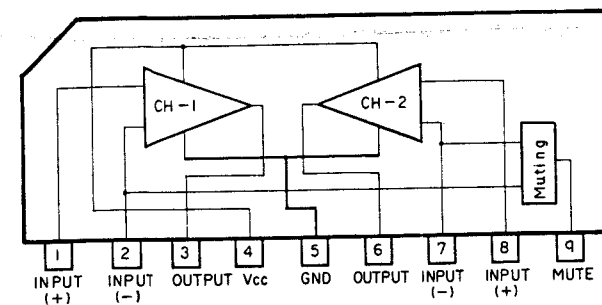 CH-1
CH-2
Muting
1
2
3
4
5
6
7
8
9
INPUT
(+)
INPUT
(-)
OUTPUT
Vcc
GND
OUTPUT
INPUT
(-)
INPUT
(+)
MUTE